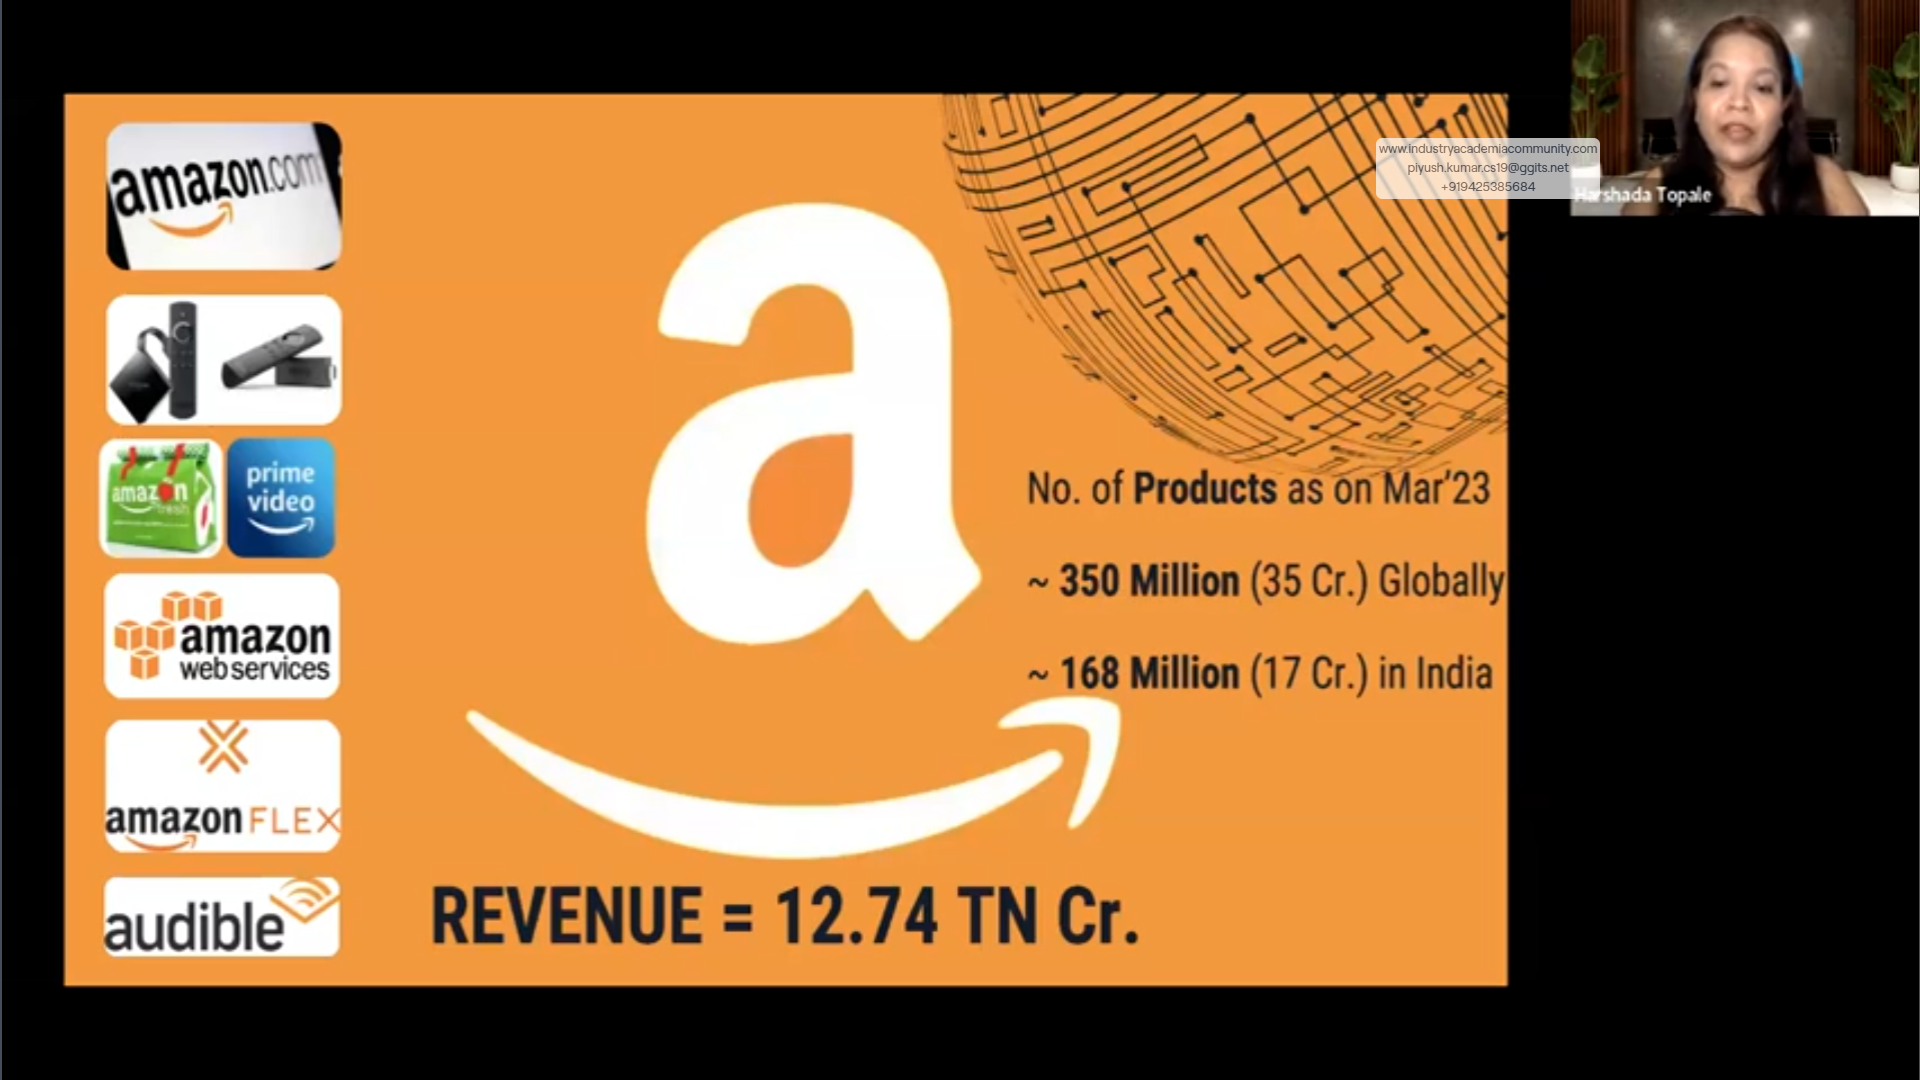 amazon.com
amazon
fresh
prime
video
amazon
web services
amazon FLEX
audible
a
No. of Products as on Mar'23
~ 350 Million (35 Cr.) Globally
~ 168 Million (17 Cr.) in India
REVENUE = 12.74 TN Cr.
www.industryacademiacommunity.com
piyush.kumar.cs19@ggits.net
+919425385684
Harshada Topale